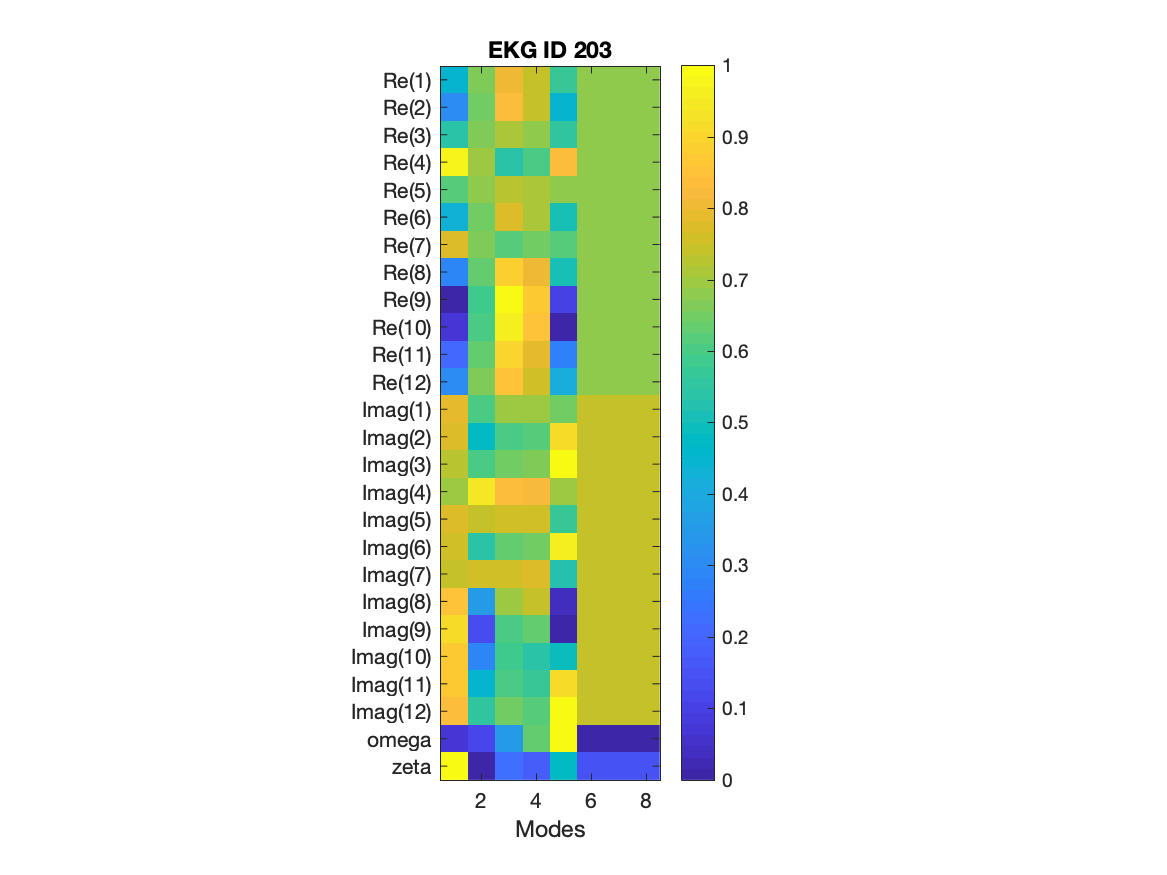 EKG ID 203
Re(1)
Re(2)
Re(3)
Re(4)
Re(5)
Re(6)
Re(7)
Re(8)
Re(9)
Re(10)
Re(11)
Re(12)
Imag(1)
Imag(2)
Imag(3)
Imag(4)
Imag(5)
Imag(6)
Imag(7)
Imag(8)
Imag(9)
Imag(10)
Imag(11)
Imag(12)
omega
zeta
2 4 6 8
Modes
1
0.9
0.8
0.7
0.6
0.5
0.4
0.3
0.2
0.1
0